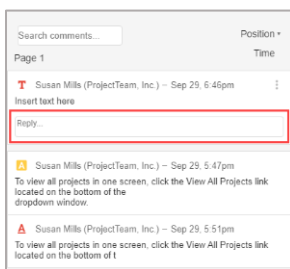 Search comments...
Position
Page 1
Time
T Susan Mills (ProjectTeam, Inc.) – Sep 29, 6:46pm
Insert text here
Reply...
A Susan Mills (ProjectTeam, Inc.) – Sep 29, 5:47pm
To view all projects in one screen, click the View All Projects link
located on the bottom of the
dropdown window.
A Susan Mills (ProjectTeam, Inc.) – Sep 29, 5:51pm
To view all projects in one screen, click the View All Projects link
located on the bottom of t